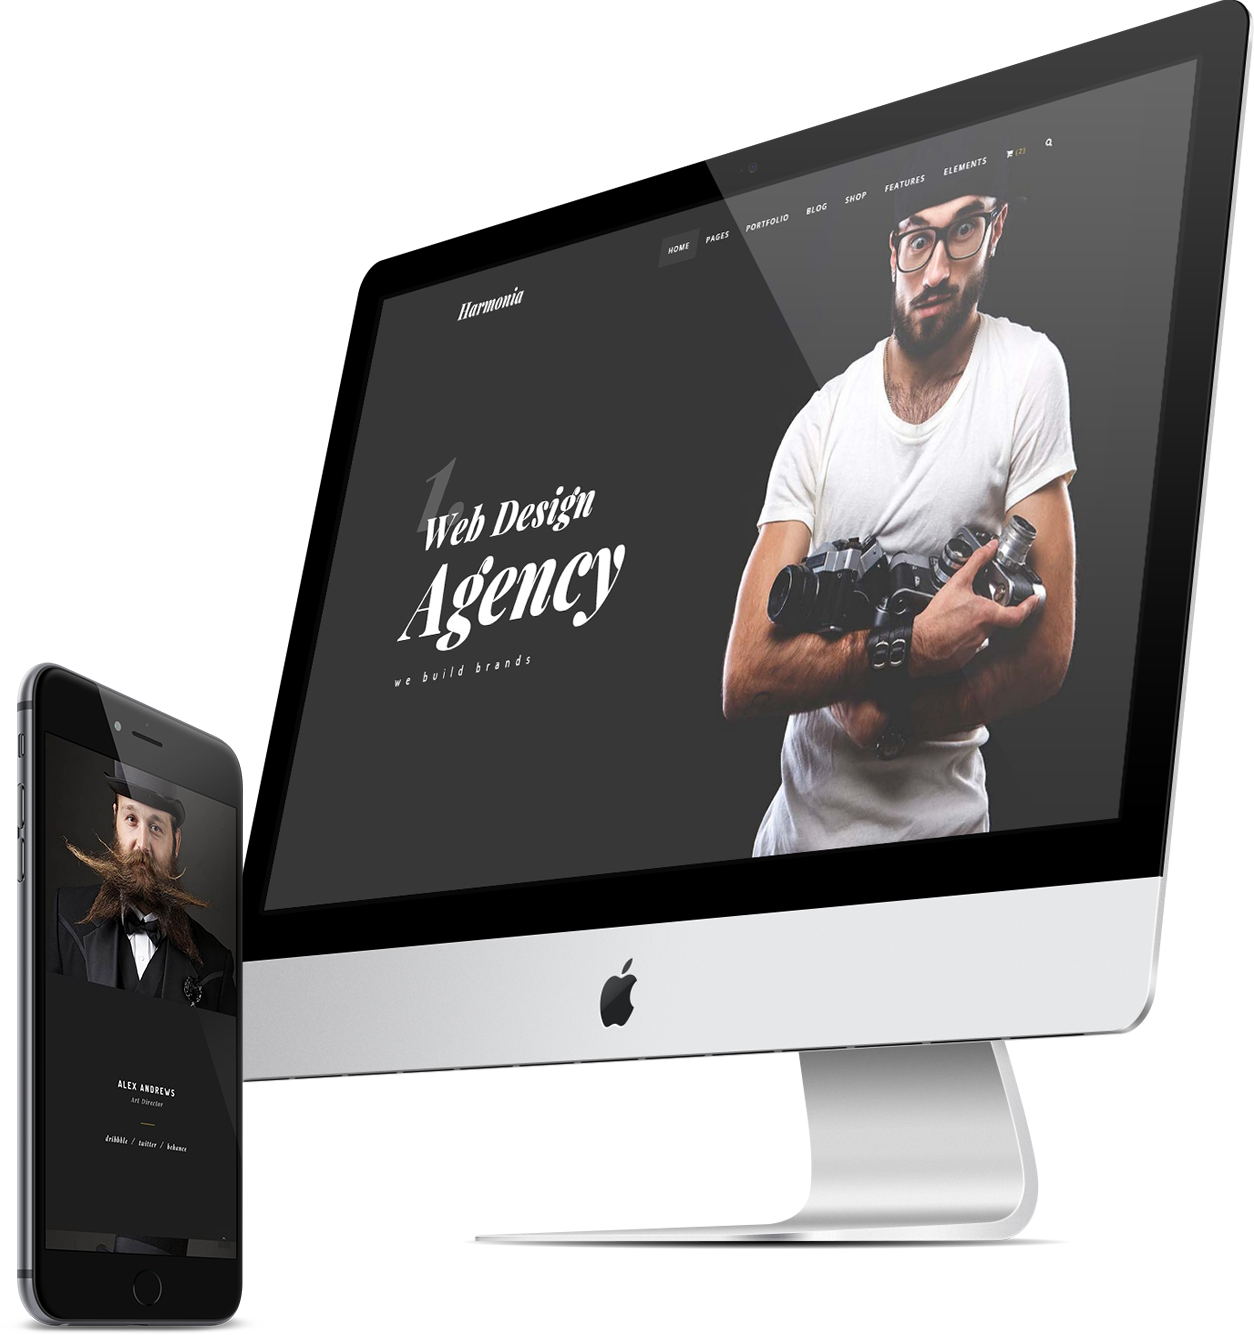 HOME PAGES PORTFOLIO BLOG SHOP FEATURES ELEMENTS (2)
Harmonia
1.
Web Design
Agency
we build brands
ALEX ANDREWS
Art Director
dribbble / twitter / behance